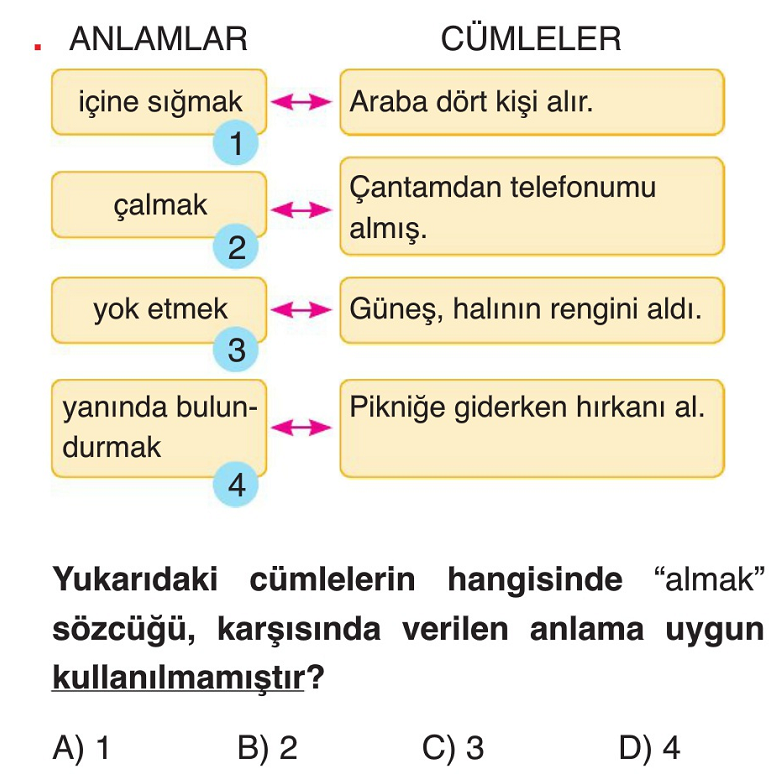 . ANLAMLAR CÜMLELER
içine sığmak Araba dört kişi alır.
1
çalmak Çantamdan telefonumu
almış.
2
yok etmek Güneş, halının rengini aldı.
3
yanında bulun- Pikniğe giderken hırkanı al.
durmak
4
Yukarıdaki cümlelerin hangisinde “almak”
sözcüğü, karşısında verilen anlama uygun
kullanılmamıştır?
A) 1 B) 2 C) 3 D) 4